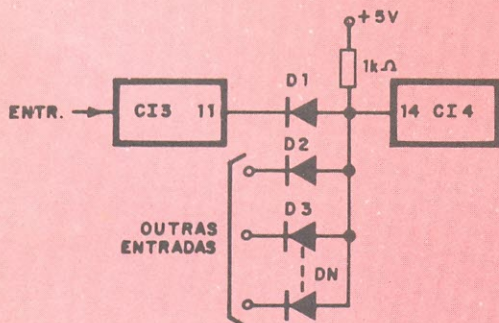 +5V
1kΩ
D1
ENTR.
CI3 11
14 CI4
D2
D3
OUTRAS
ENTRADAS
DN